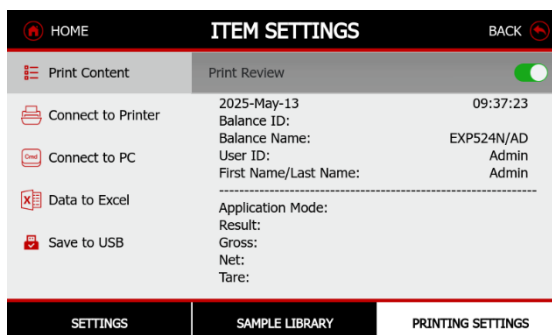 HOME ITEM SETTINGS BACK
Print Content
Connect to Printer
Cmd Connect to PC
Data to Excel
Save to USB
Print Review
2025-May-13 09:37:23
Balance ID:
Balance Name: EXP524N/AD
User ID: Admin
First Name/Last Name: Admin
--------------------------------------------------------------
Application Mode:
Result:
Gross:
Net:
Tare:
SETTINGS SAMPLE LIBRARY PRINTING SETTINGS